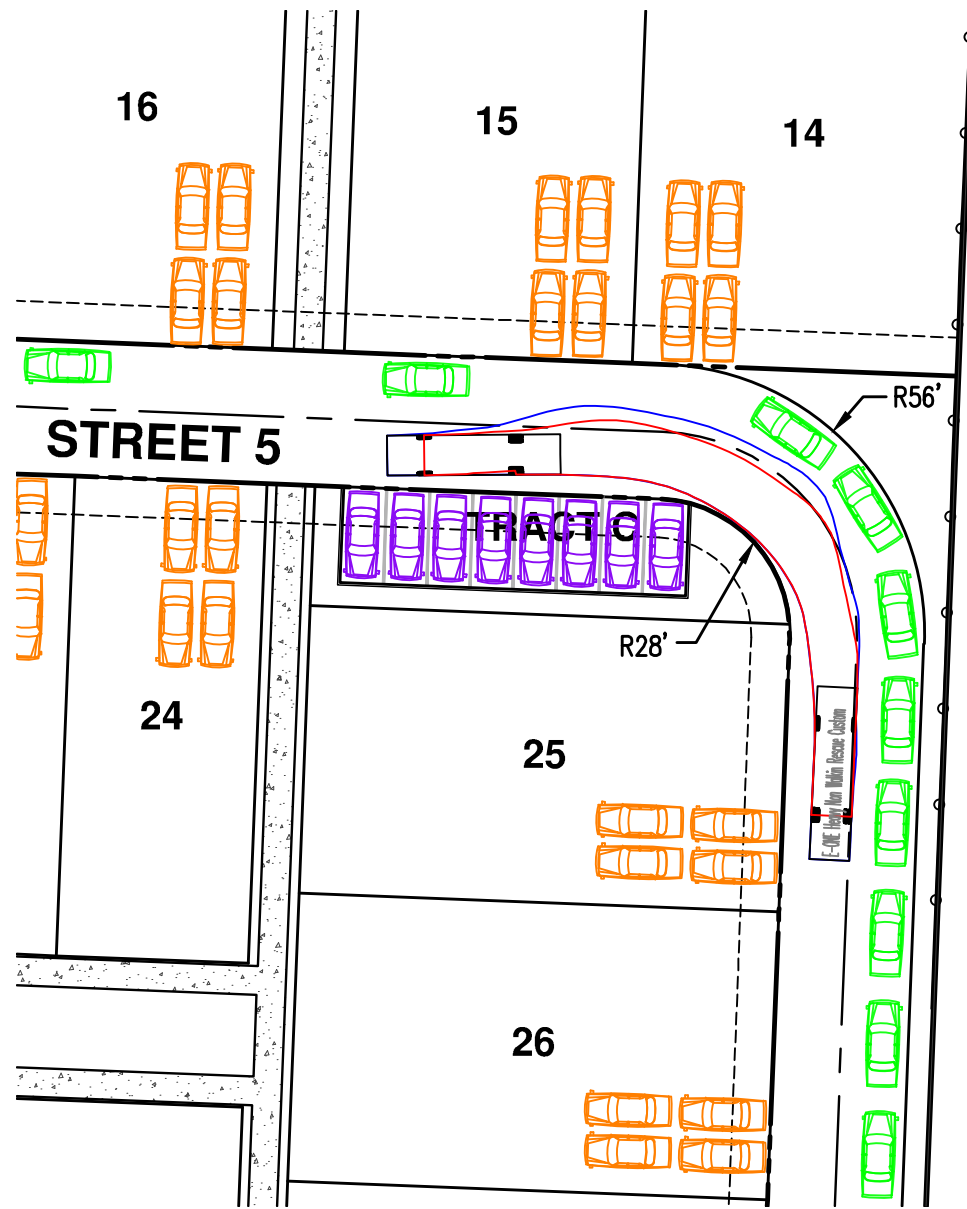 16
15
14
R56'
STREET 5
TRACT C
R28'
24
25
E-ONE Heavy Non Walkin Rescue Custom
26